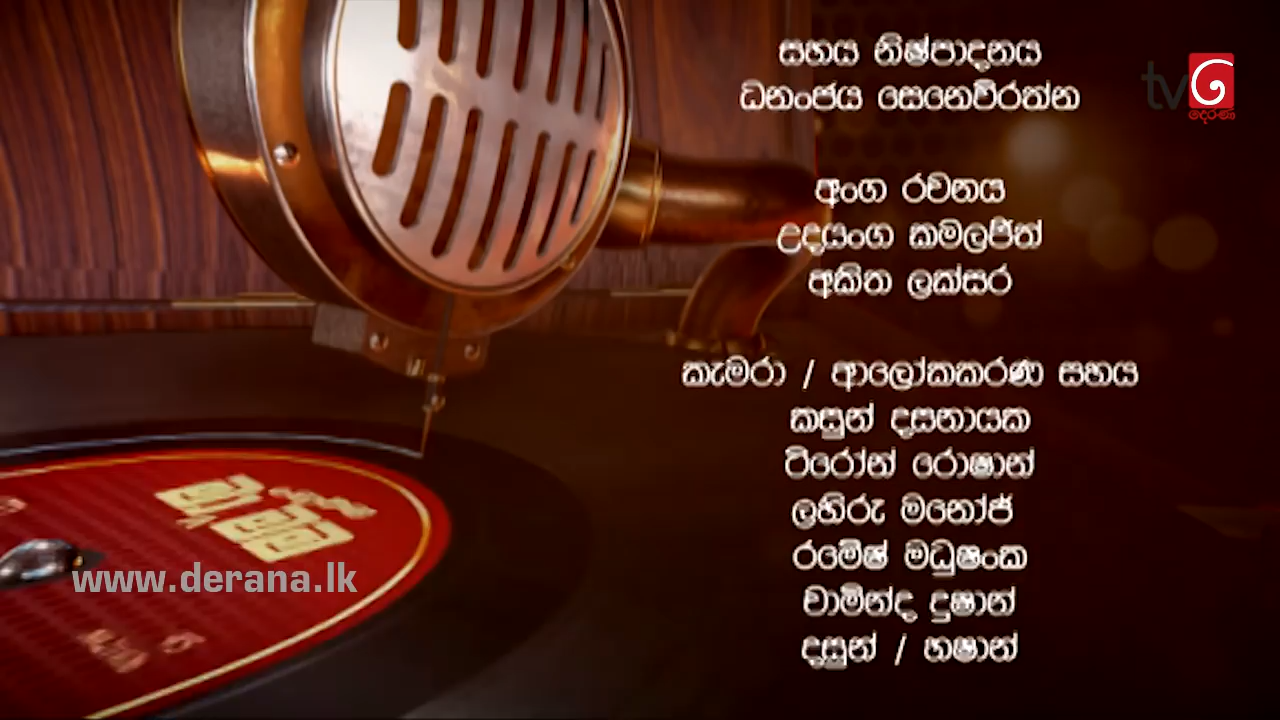 සහය නිෂ්පාදනය
ධනංජය සෙනෙවිරත්න
tv
දෙරණ
අංග රචනය
උදයංග කමලජිත්
අකිත ලක්සර
කැමරා / ආලෝකකරණ සහය
කසුන් දසනායක
ටිරෝන් රොෂාන්
ලහිරු මනෝජ්
රමේෂ් මධුෂංක
චාමින්ද දුෂාන්
දසුන් / හෂාන්
www.derana.lk